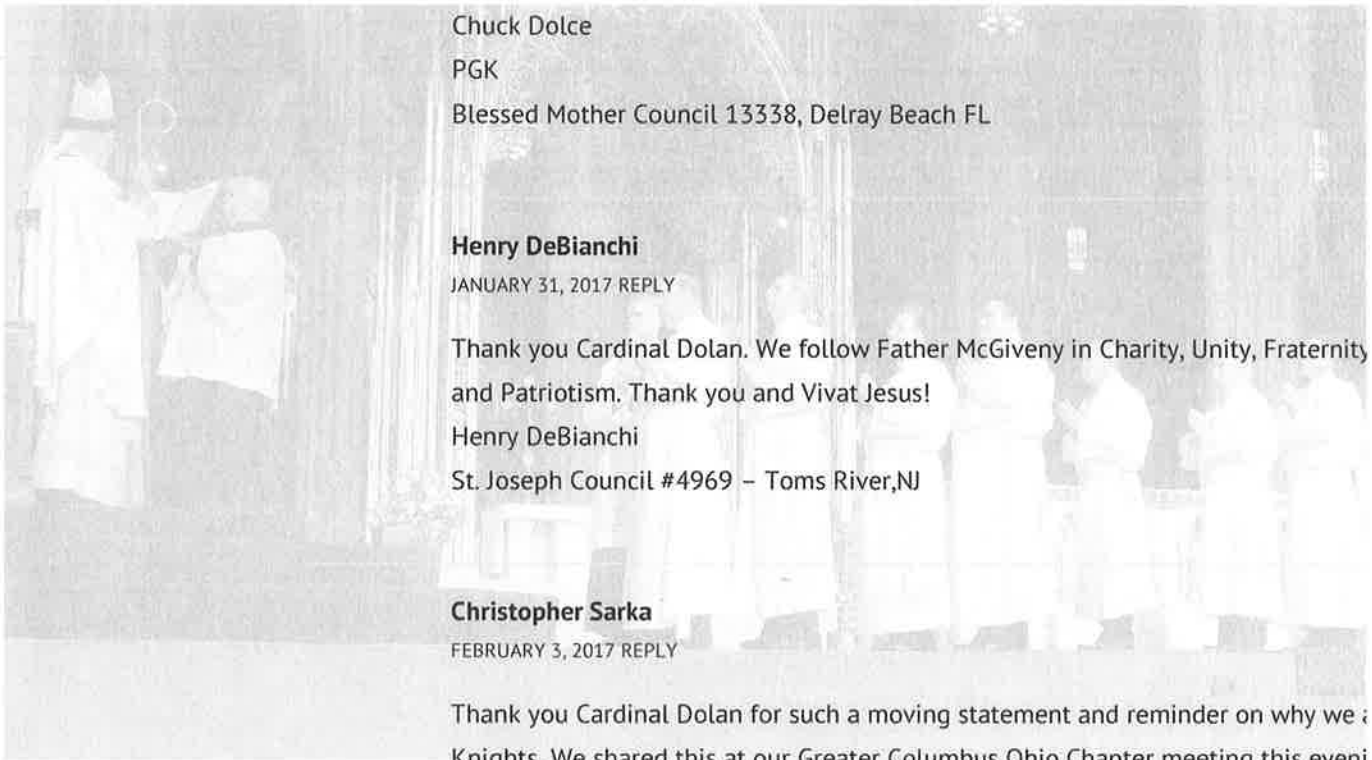 Chuck Dolce
PGK
Blessed Mother Council 13338, Delray Beach FL
Henry DeBianchi
JANUARY 31, 2017 REPLY
Thank you Cardinal Dolan. We follow Father McGiveny in Charity, Unity, Fraternity
and Patriotism. Thank you and Vivat Jesus!
Henry DeBianchi
St. Joseph Council #4969 – Toms River,NJ
Christopher Sarka
FEBRUARY 3, 2017 REPLY
Thank you Cardinal Dolan for such a moving statement and reminder on why we
Knights. We shared this at our Greater Columbus Ohio Chapter meeting this